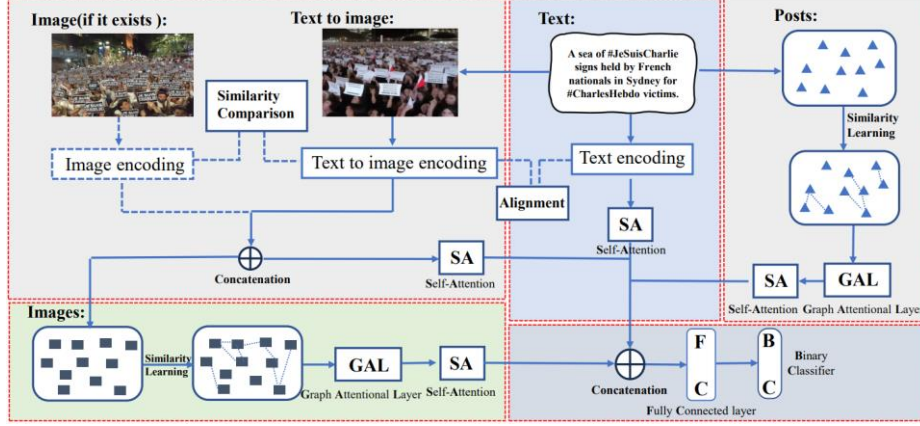 Image(if it exists ):
Text to image:
Text:
Posts:
A sea of #JeSuisCharlie
signs held by French
nationals in Sydney for
#CharlesHebdo victims.
Similarity
Comparison
Similarity
Learning
Image encoding
Text to image encoding
Text encoding
Alignment
SA
Self-Attention
Concatenation
SA
Self-Attention
SA
Self-Attention
GAL
Graph Attentional Layer
Images:
Similarity
Learning
GAL
Graph Attentional Layer
SA
Self-Attention
Concatenation
F
C
Fully Connected layer
B
C
Binary
Classifier